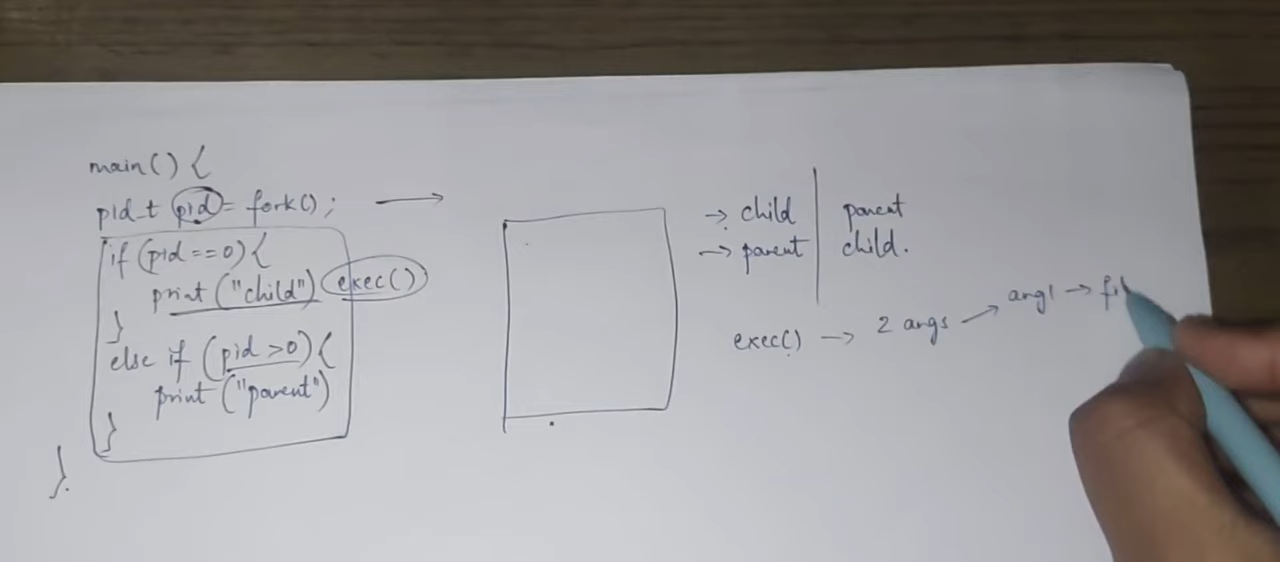 main() {
pid_t pid = fork(); →
if (pid == 0) {
print ("child") exec()
}
else if (pid > 0) {
print ("parent")
}
}.
→ child | parent
→ parent | child.
exec() → 2 args → arg1 →